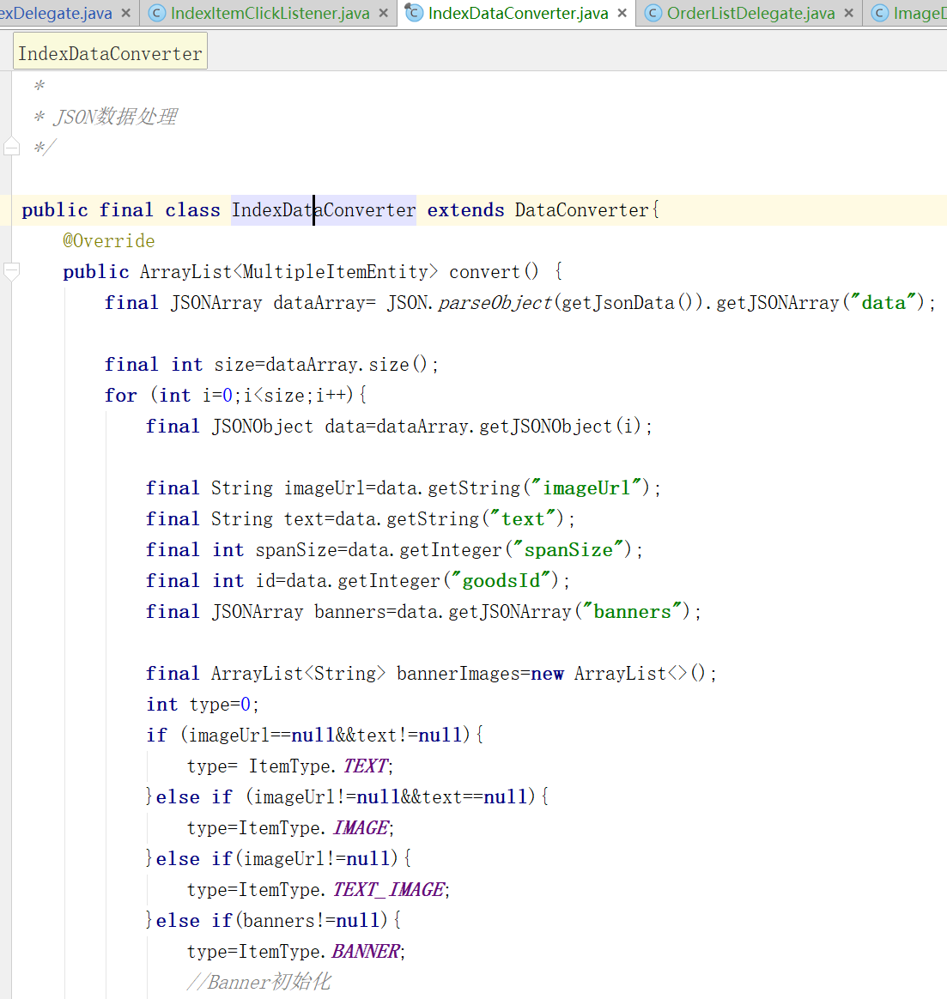 exDelegate.java × IndexItemClickListener.java × IndexDataConverter.java × OrderListDelegate.java × ImageD
IndexDataConverter
*
* JSON数据处理
*/
public final class IndexDataConverter extends DataConverter{
@Override
public ArrayList<MultipleItemEntity> convert() {
final JSONArray dataArray= JSON.parseObject(getJsonData()).getJSONArray("data");
final int size=dataArray.size();
for (int i=0;i<size;i++){
final JSONObject data=dataArray.getJSONObject(i);
final String imageUrl=data.getString("imageUrl");
final String text=data.getString("text");
final int spanSize=data.getInteger("spanSize");
final int id=data.getInteger("goodsId");
final JSONArray banners=data.getJSONArray("banners");
final ArrayList<String> bannerImages=new ArrayList<>();
int type=0;
if (imageUrl==null&&text!=null){
type= ItemType.TEXT;
}else if (imageUrl!=null&&text==null){
type=ItemType.IMAGE;
}else if(imageUrl!=null){
type=ItemType.TEXT_IMAGE;
}else if(banners!=null){
type=ItemType.BANNER;
//Banner初始化